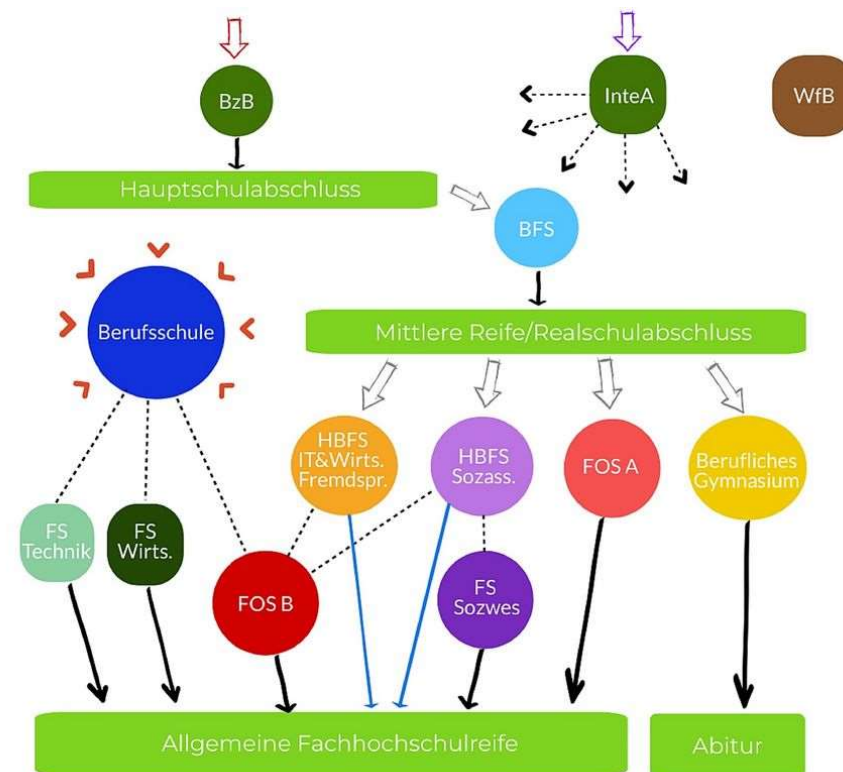 BzB
InteA
WfB
Hauptschulabschluss
BFS
Berufsschule
Mittlere Reife/Realschulabschluss
HBFS
IT&Wirts.
Fremdspr.
HBFS
Sozass.
FOS A
Berufliches
Gymnasium
FS
Technik
FS
Wirts.
FOS B
FS
Sozwes
Allgemeine Fachhochschulreife
Abitur